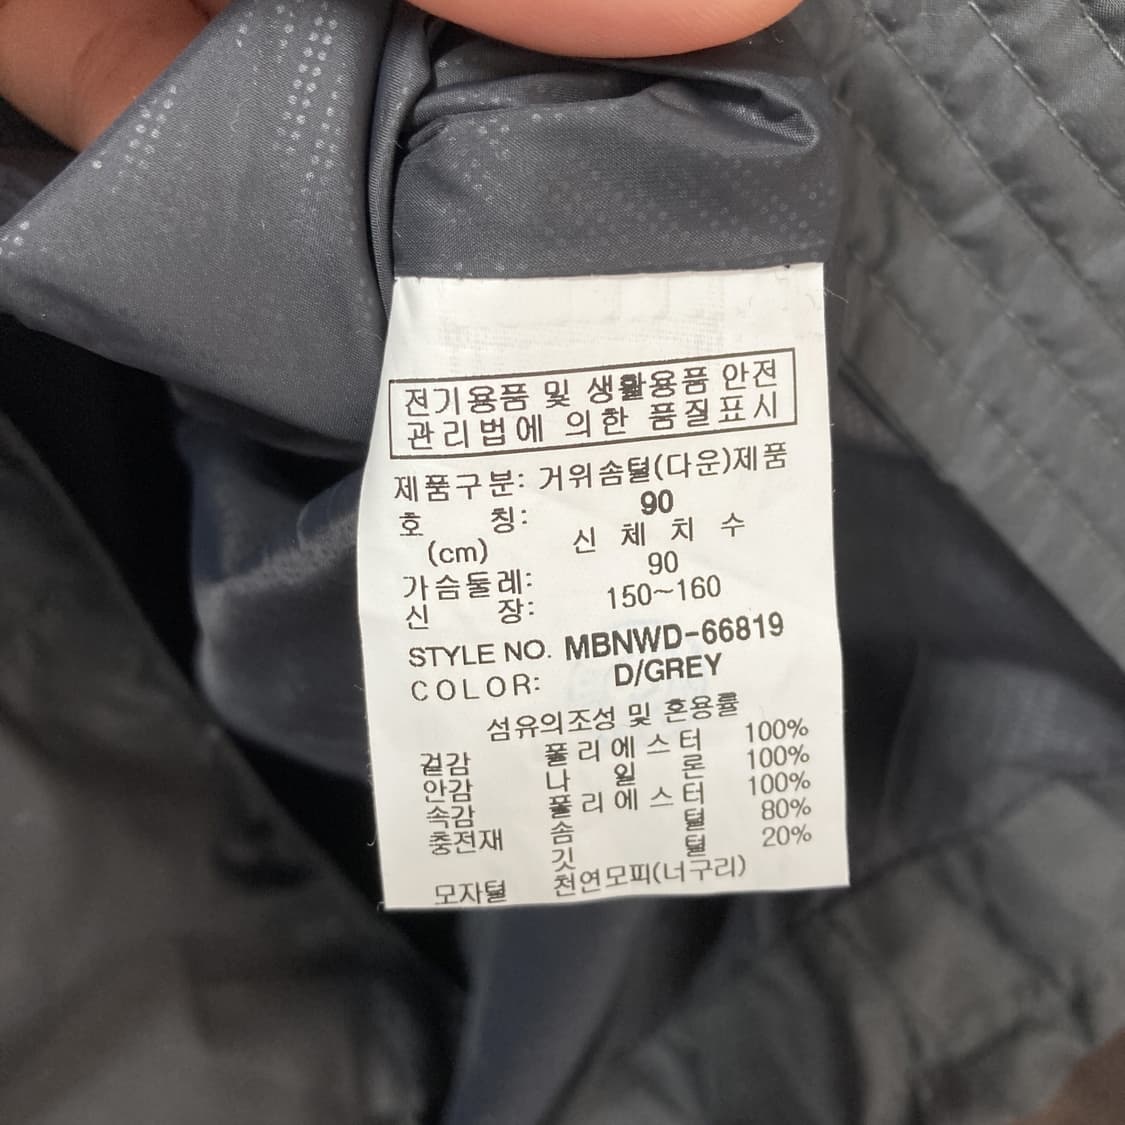 전기용품 및 생활용품 안전
관리법에 의한 품질표시
제품구분: 거위솜털(다운)제품
호 칭: 90
(cm) 신 체 치 수
가슴둘레: 90
신 장: 150~160
STYLE NO. MBNWD-66819
COLOR: D/GREY
섬유의조성 및 혼용률
겉감 폴리에스터 100%
안감 나 일 론 100%
속감 폴리에스터 100%
충전재 솜 털 80%
깃 털 20%
모자털 천연모피(너구리)